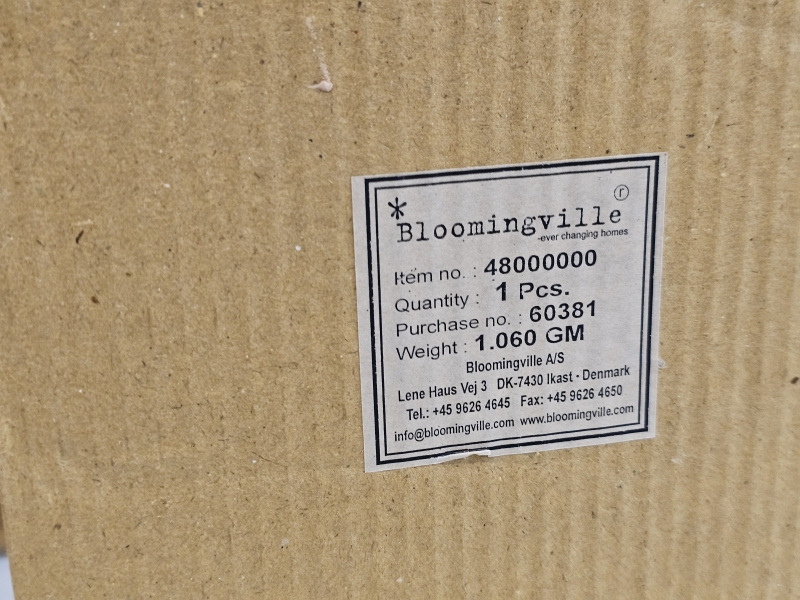 *Bloomingville ®
-ever changing homes
Item no. : 48000000
Quantity : 1 Pcs.
Purchase no. : 60381
Weight : 1.060 GM
Bloomingville A/S
Lene Haus Vej 3 DK-7430 Ikast • Denmark
Tel.: +45 9626 4645 Fax: +45 9626 4650
info@bloomingville.com www.bloomingville.com